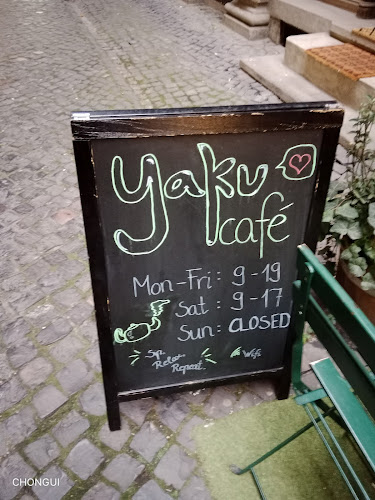 yaku
café
Mon-Fri: 9-19
Sat: 9-17
Sun: CLOSED
Sip.
Relax.
Repeat.
Wifi
CHONGUI